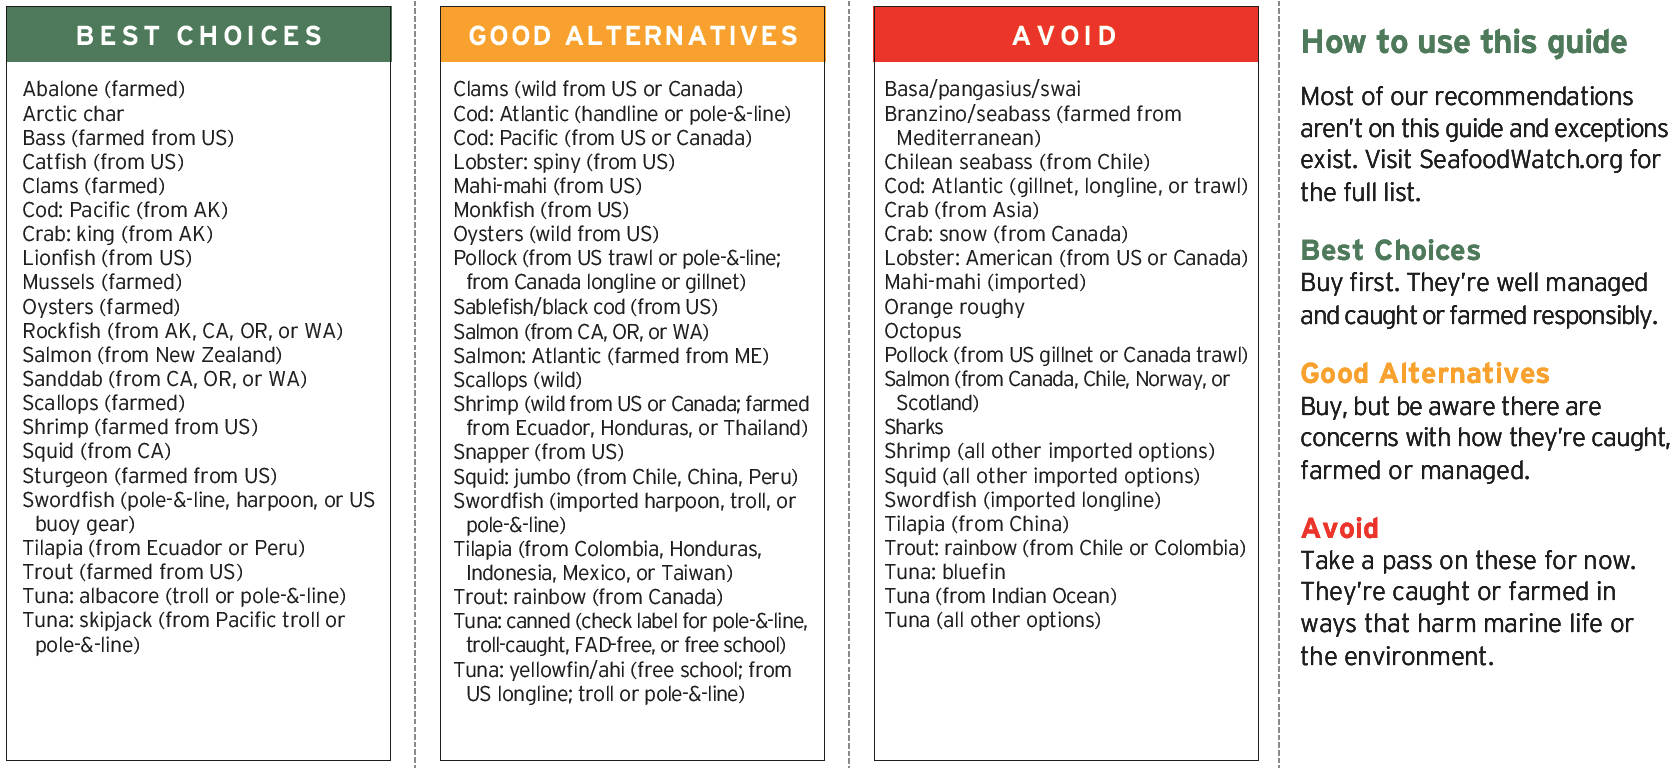 BEST CHOICES
Abalone (farmed)
Arctic char
Bass (farmed from US)
Catfish (from US)
Clams (farmed)
Cod: Pacific (from AK)
Crab: king (from AK)
Lionfish (from US)
Mussels (farmed)
Oysters (farmed)
Rockfish (from AK, CA, OR, or WA)
Salmon (from New Zealand)
Sanddab (from CA, OR, or WA)
Scallops (farmed)
Shrimp (farmed from US)
Squid (from CA)
Sturgeon (farmed from US)
Swordfish (pole-&-line, harpoon, or US
buoy gear)
Tilapia (from Ecuador or Peru)
Trout (farmed from US)
Tuna: albacore (troll or pole-&-line)
Tuna: skipjack (from Pacific troll or
pole-&-line)
GOOD ALTERNATIVES
Clams (wild from US or Canada)
Cod: Atlantic (handline or pole-&-line)
Cod: Pacific (from US or Canada)
Lobster: spiny (from US)
Mahi-mahi (from US)
Monkfish (from US)
Oysters (wild from US)
Pollock (from US trawl or pole-&-line;
from Canada longline or gillnet)
Sablefish/black cod (from US)
Salmon (from CA, OR, or WA)
Salmon: Atlantic (farmed from ME)
Scallops (wild)
Shrimp (wild from US or Canada; farmed
from Ecuador, Honduras, or Thailand)
Snapper (from US)
Squid: jumbo (from Chile, China, Peru)
Swordfish (imported harpoon, troll, or
pole-&-line)
Tilapia (from Colombia, Honduras,
Indonesia, Mexico, or Taiwan)
Trout: rainbow (from Canada)
Tuna: canned (check label for pole-&-line,
troll-caught, FAD-free, or free school)
Tuna: yellowfin/ahi (free school; from
US longline; troll or pole-&-line)
AVOID
Basa/pangasius/swai
Branzino/seabass (farmed from
Mediterranean)
Chilean seabass (from Chile)
Cod: Atlantic (gillnet, longline, or trawl)
Crab (from Asia)
Crab: snow (from Canada)
Lobster: American (from US or Canada)
Mahi-mahi (imported)
Orange roughy
Octopus
Pollock (from US gillnet or Canada trawl)
Salmon (from Canada, Chile, Norway, or
Scotland)
Sharks
Shrimp (all other imported options)
Squid (all other imported options)
Swordfish (imported longline)
Tilapia (from China)
Trout: rainbow (from Chile or Colombia)
Tuna: bluefin
Tuna (from Indian Ocean)
Tuna (all other options)
How to use this guide
Most of our recommendations
aren't on this guide and exceptions
exist. Visit SeafoodWatch.org for
the full list.
Best Choices
Buy first. They're well managed
and caught or farmed responsibly.
Good Alternatives
Buy, but be aware there are
concerns with how they're caught,
farmed or managed.
Avoid
Take a pass on these for now.
They're caught or farmed in
ways that harm marine life or
the environment.